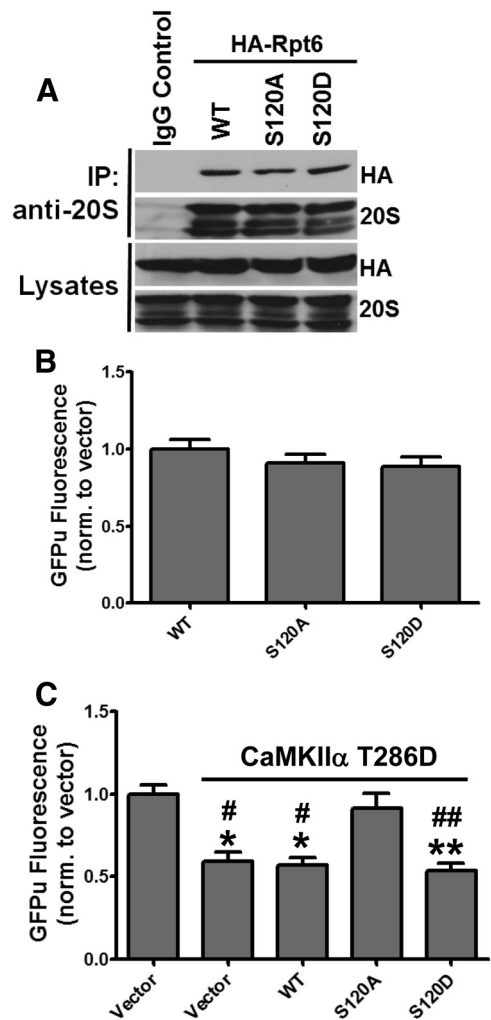 A
IgG Control
HA-Rpt6
WT
S120A
S120D
IP:
anti-20S
HA
20S
Lysates
HA
20S
B
GFPu Fluorescence
(norm. to vector)
1.5
1.0
0.5
0.0
WT
S120A
S120D
C
GFPu Fluorescence
(norm. to vector)
1.5
1.0
0.5
0.0
CaMKIIα T286D
# # ##
* * **
Vector
Vector
WT
S120A
S120D